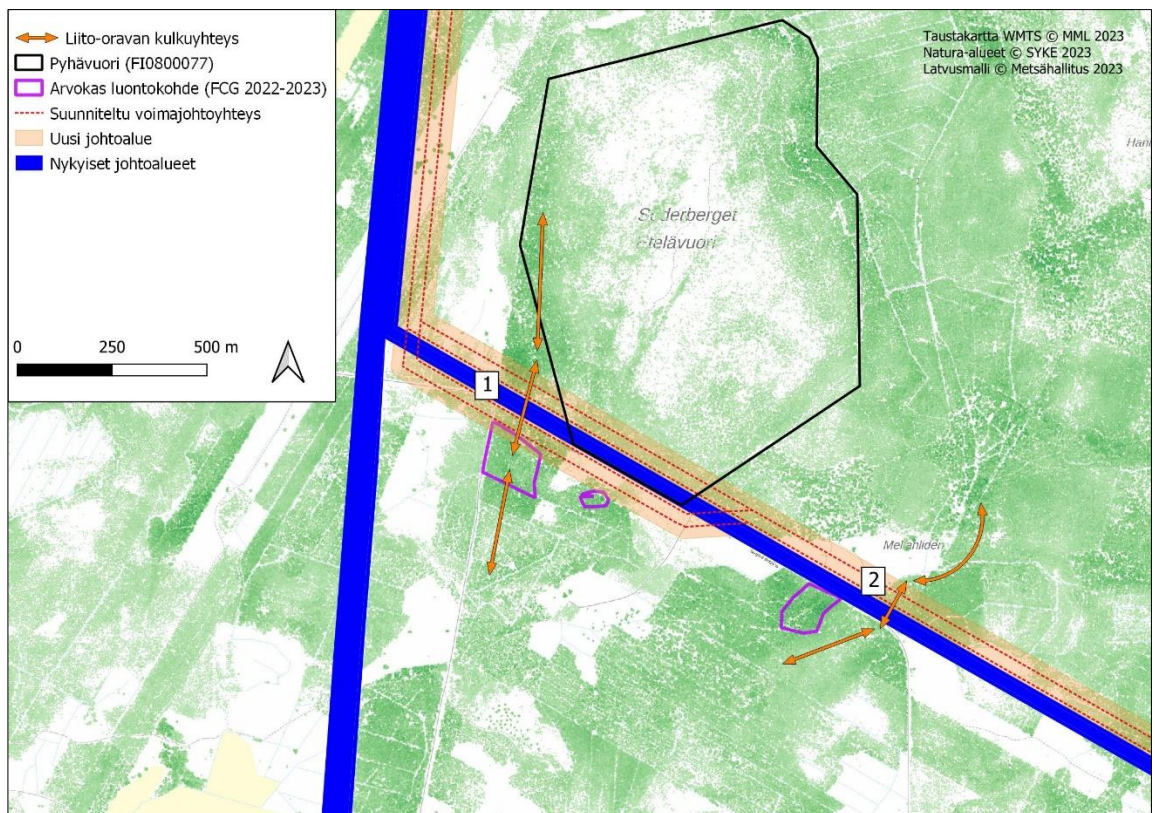 Liito-oravan kulkuyhteys
Pyhävuori (FI0800077)
Arvokas luontokohde (FCG 2022-2023)
Suunniteltu voimajohtoyhteys
Uusi johtoalue
Nykyiset johtoalueet
0 250 500 m
Taustakartta WMTS © MML 2023
Natura-alueet © SYKE 2023
Latvusmalli © Metsähallitus 2023
Söderberget
Etelävuori
1
2